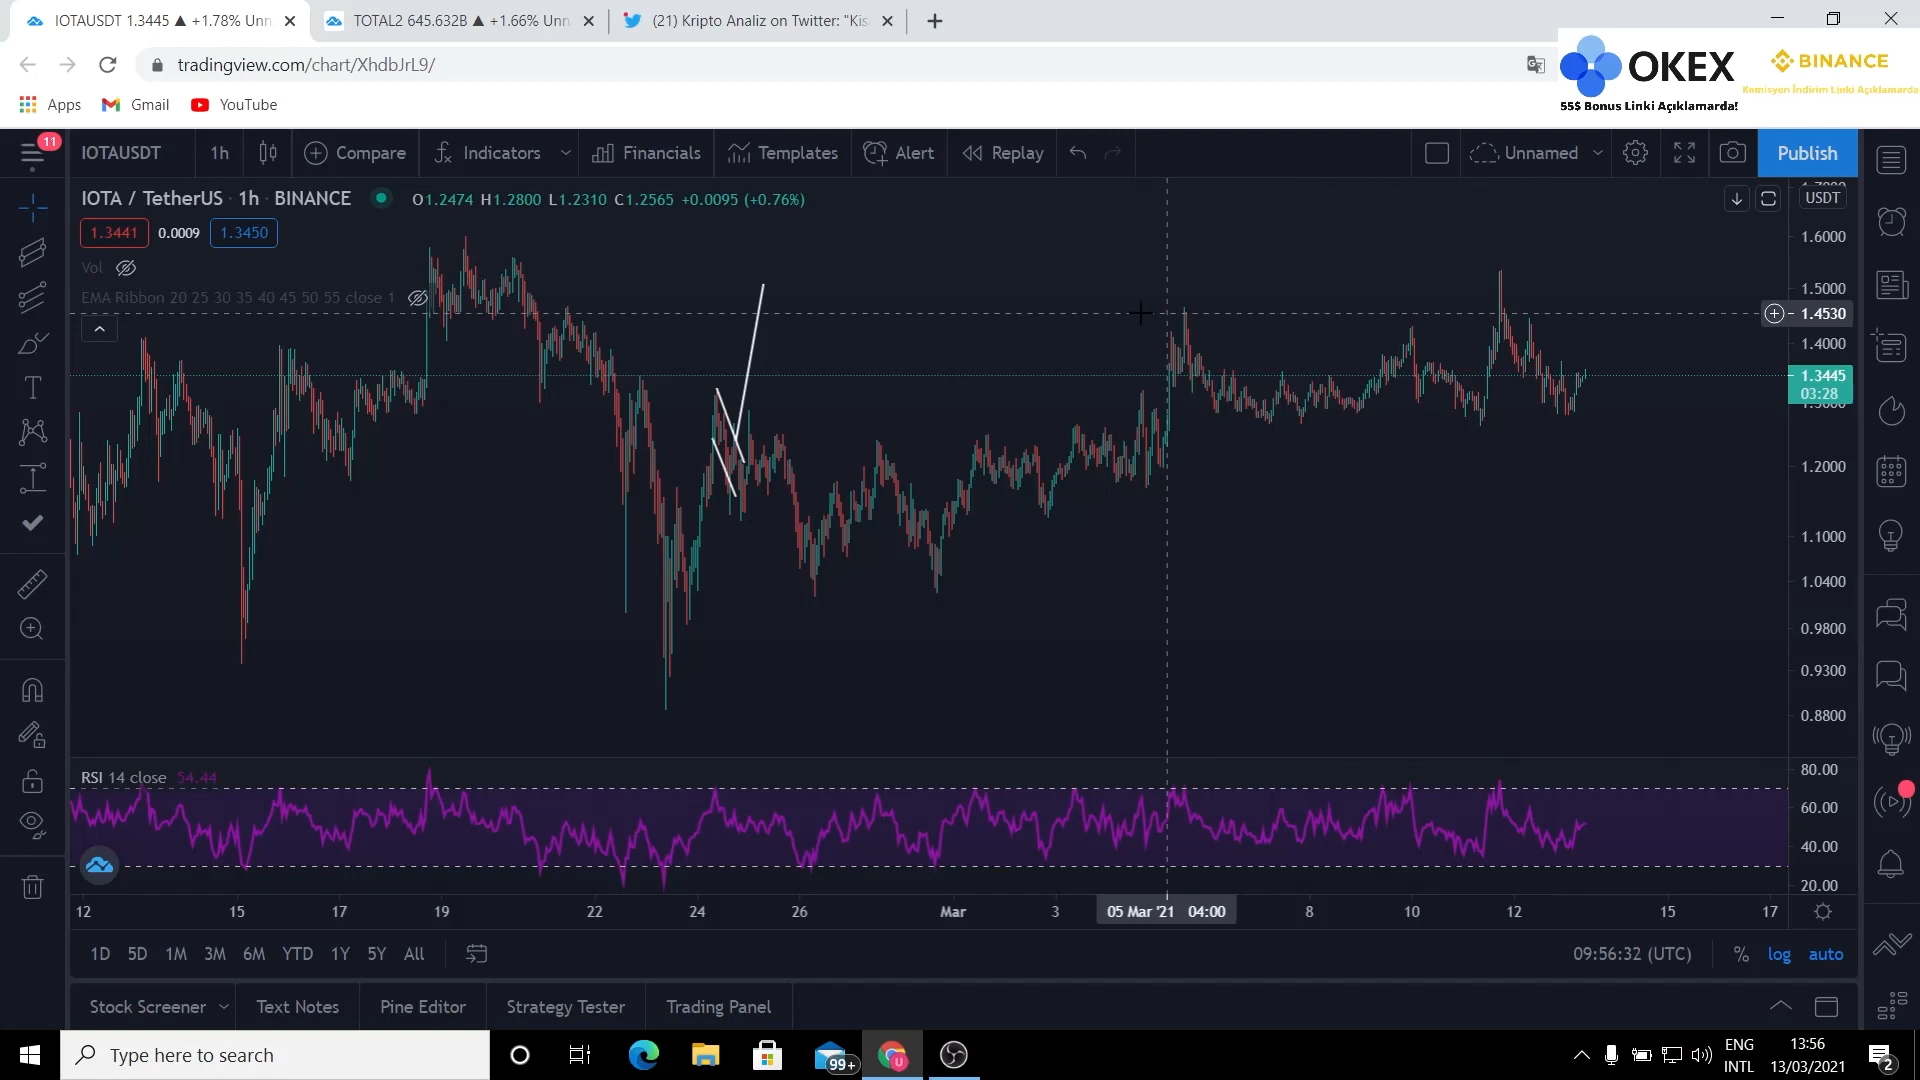 IOTAUSDT 1.3445 ▲ +1.78% Unn
TOTAL2 645.632B ▲ +1.66% Unn
(21) Kripto Analiz on Twitter: "Kis
tradingview.com/chart/XhdbJrL9/
OKEX
BINANCE
Komisyon İndirim Linki Açıklamarda
55$ Bonus Linki Açıklamarda!
Apps
Gmail
YouTube
11
IOTAUSDT
1h
Compare
Indicators
Financials
Templates
Alert
Replay
Unnamed
Publish
IOTA / TetherUS · 1h · BINANCE
O1.2474 H1.2800 L1.2310 C1.2565 +0.0095 (+0.76%)
USDT
1.3441
0.0009
1.3450
Vol
EMA Ribbon 20 25 30 35 40 45 50 55 close 1
1.6000
1.5000
1.4530
1.4000
1.3445
03:28
1.2000
1.1000
1.0400
0.9800
0.9300
0.8800
RSI 14 close 54.44
80.00
60.00
40.00
20.00
12
15
17
19
22
24
26
Mar
3
05 Mar '21 04:00
8
10
12
15
17
1D
5D
1M
3M
6M
YTD
1Y
5Y
All
09:56:32 (UTC)
%
log
auto
Stock Screener
Text Notes
Pine Editor
Strategy Tester
Trading Panel
Type here to search
99+
U
ENG
INTL
13:56
13/03/2021
2